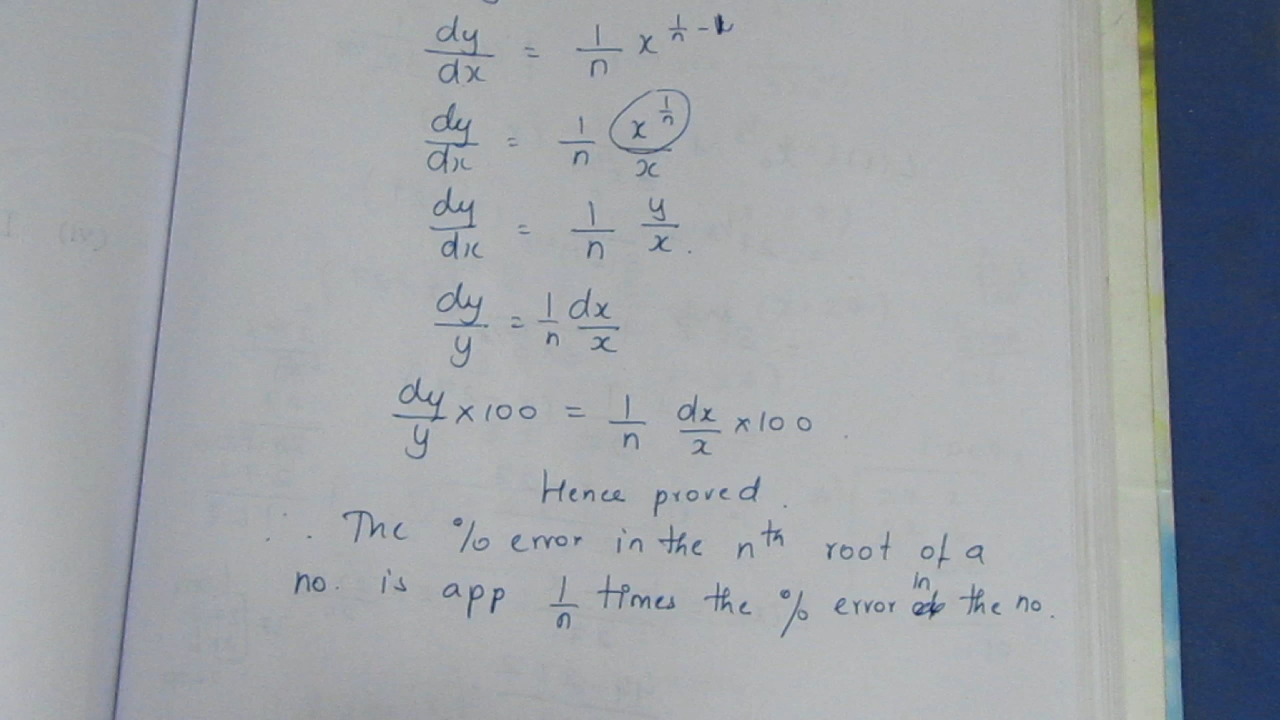 dy/dx = 1/n x^(1/n - 1)
dy/dx = 1/n x^(1/n)/x
dy/dx = 1/n y/x.
dy/y = 1/n dx/x
dy/y × 100 = 1/n dx/x × 100.
Hence proved.
∴ The % error in the nth root of a
no. is app 1/n times the % error in the no.